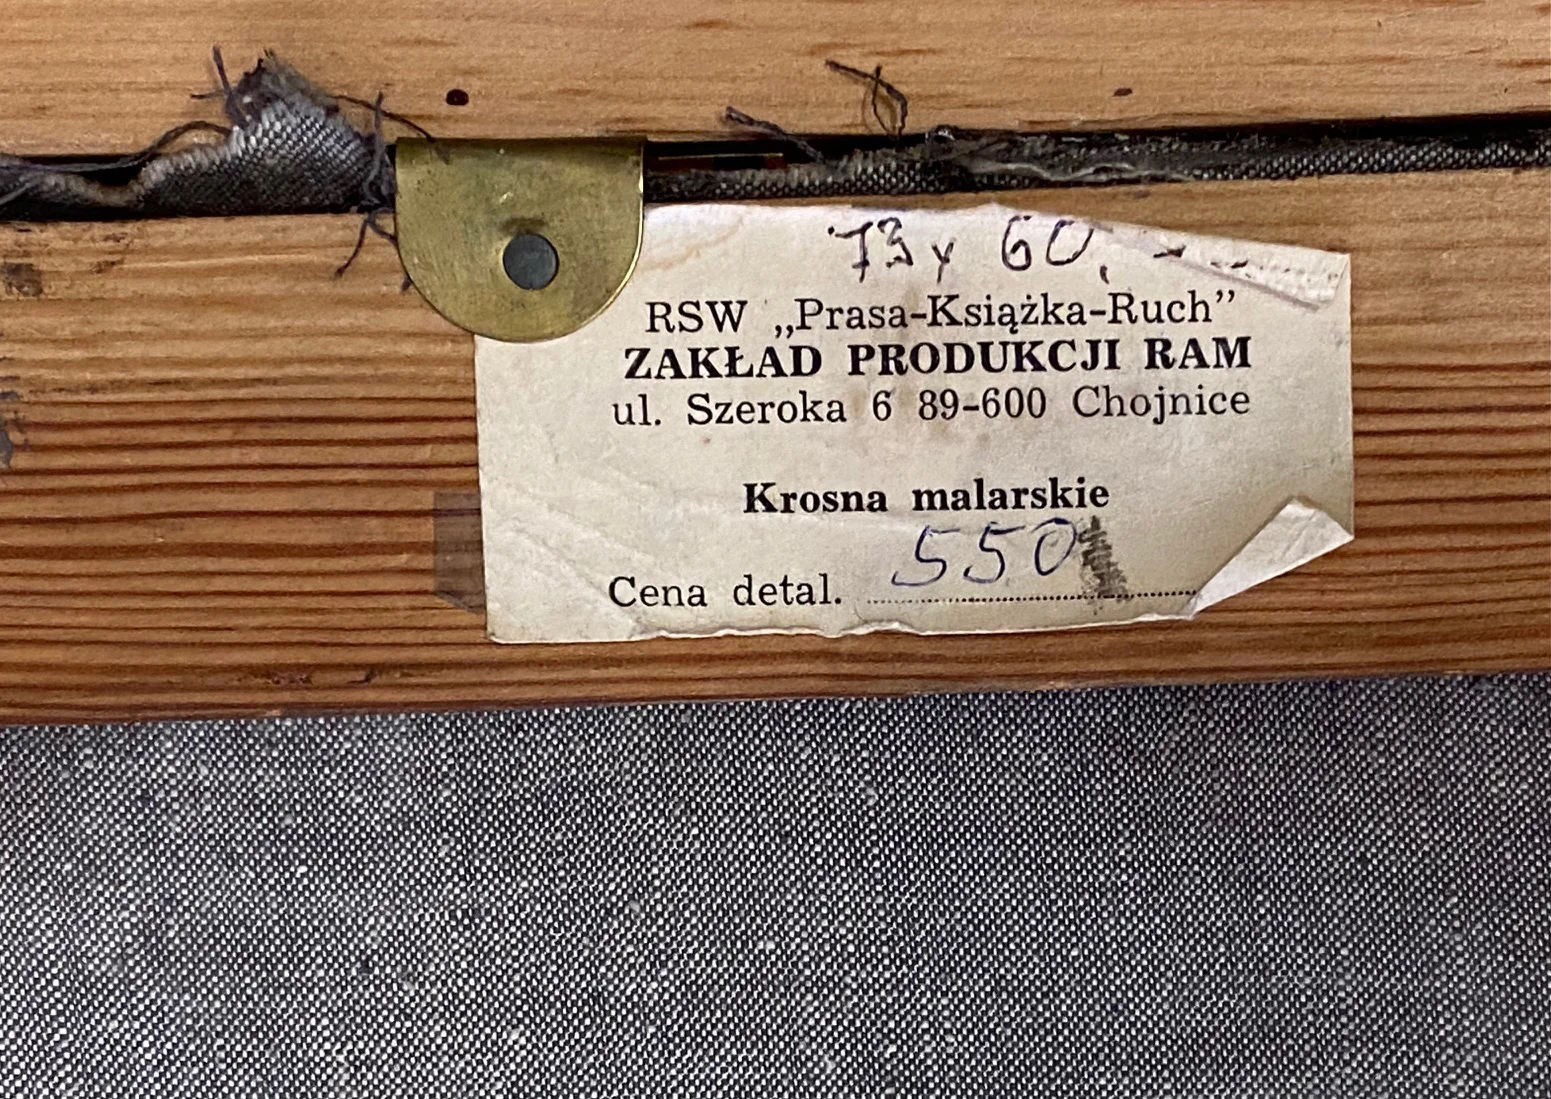 73 x 60,
RSW „Prasa-Książka-Ruch”
ZAKŁAD PRODUKCJI RAM
ul. Szeroka 6 89-600 Chojnice
Krosna malarskie
Cena detal. 550